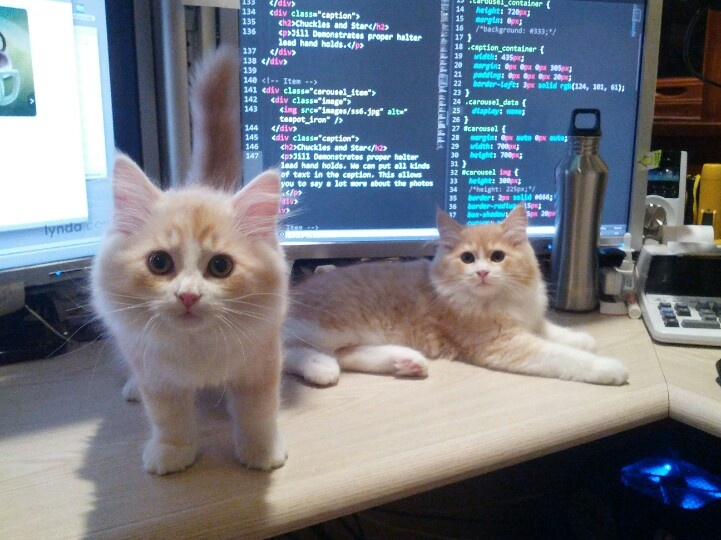 lynda.co
133 </div>
134 <div class="caption">
135 <h2>Chuckles and Star</h2>
136 <p>Jill Demonstrates proper halter
lead hand holds.</p>
137 </div>
138 </div>
139
140 <!-- Item -->
141 <div class="carousel_item">
142 <div class="image">
143 <img src="images/ss6.jpg" alt="
teapot_iron" />
144 </div>
145 <div class="caption">
146 <h2>Chuckles and Star</h2>
147 <p>Jill Demonstrates proper halter
lead hand holds. We can put all kinds
of text in the caption. This allows
you to say a lot more about the photos
.</p>
Item -->
13 .carousel_container {
14 height: 720px;
15 margin: 0px;
16 /*background: #333;*/
17 }
18 .caption_container {
19 width: 435px;
20 margin: 0px 0px 0px 305px;
21 padding: 0px 0px 0px 20px;
22 border-left: 3px solid rgb(124, 101, 61);
23 }
24 .carousel_data {
25 display: none;
26 }
27 #carousel {
28 margin: 0px auto 0px auto;
29 width: 700px;
30 height: 700px;
31 }
32 #carousel img {
33 height: 300px;
34 /*height: 225px;*/
35 border: 2px solid #666;
36 border-radius: 15px;
37 box-shadow: